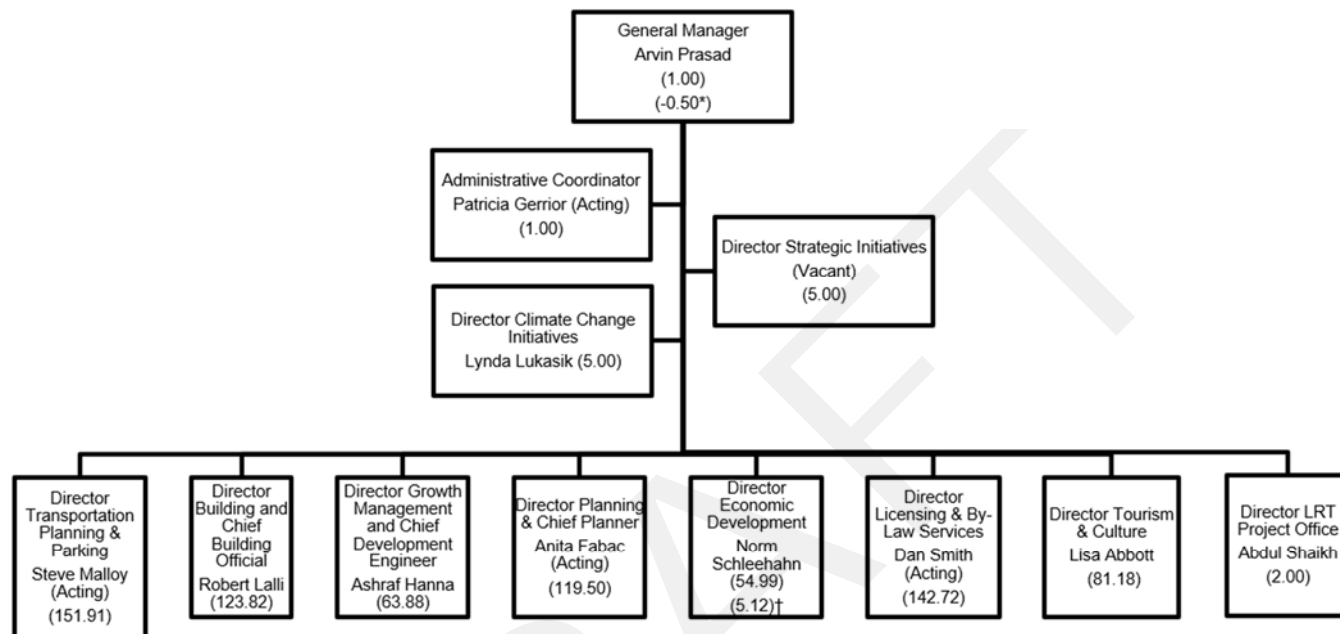 General Manager
Arvin Prasad
(1.00)
(-0.50*)
Administrative Coordinator
Patricia Gerrior (Acting)
(1.00)
Director Strategic Initiatives
(Vacant)
(5.00)
Director Climate Change
Initiatives
Lynda Lukasik (5.00)
Director
Transportation
Planning &
Parking
Steve Malloy
(Acting)
(151.91)
Director
Building and
Chief
Building
Official
Robert Lalli
(123.82)
Director Growth
Management
and Chief
Development
Engineer
Ashraf Hanna
(63.88)
Director Planning
& Chief Planner
Anita Fabac
(Acting)
(119.50)
Director
Economic
Development
Norm
Schleehahn
(54.99)
(5.12)†
Director
Licensing & By-
Law Services
Dan Smith
(Acting)
(142.72)
Director Tourism
& Culture
Lisa Abbott
(81.18)
Director LRT
Project Office
Abdul Shaikh
(2.00)
DRAFT